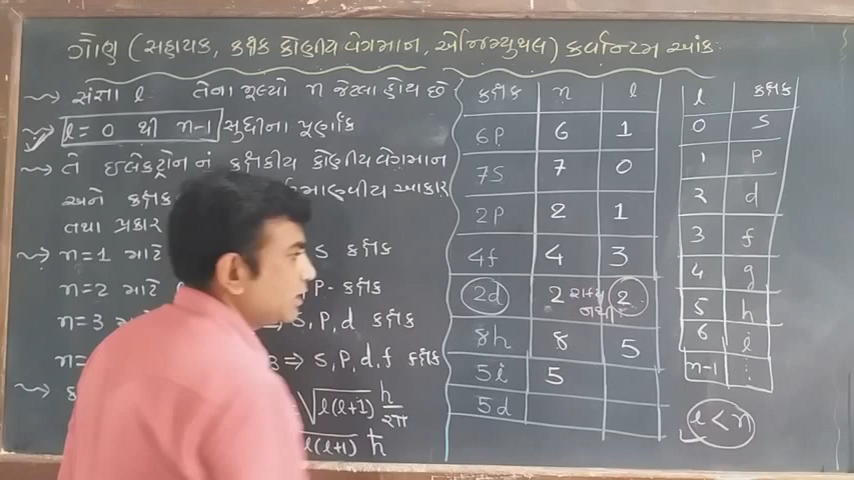 ગૌણ (સહાયક, કક્ષક કોણીય વેગમાન, એજિમુથલ) કર્વાન્ટિમ આંક
સંજ્ઞા l તેના મૂલ્યો n જેટલા હોય છે
l = 0 થી n-1 સુધીના પૂર્ણાંક
તે ઇલેક્ટ્રોન નં કક્ષકીય કોણીય વેગમાન
અને કક્ષક આકાર
તથા પ્રકાર
n=1 માટે S કક્ષક
n=2 માટે P- કક્ષક
n=3 ⇒ S, P, d કક્ષક
n= 3 ⇒ S, P, d, f કક્ષક
√l(l+1) h/2π
l(l+1) ħ
કક્ષક n l
6P 6 1
7S 7 0
2P 2 1
4f 4 3
2d 2 શક્ય નથી 2
8h 8 5
5i 5
5d
l કક્ષક
0 S
1 P
2 d
3 f
4 g
5 h
6 i
n-1 ⋮
l < n